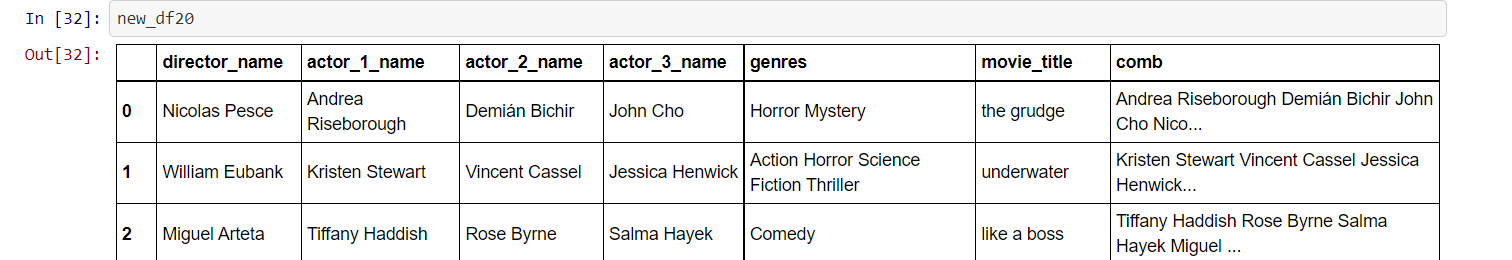 In [32]: new_df20
Out[32]:
director_name actor_1_name actor_2_name actor_3_name genres movie_title comb
0 Nicolas Pesce Andrea Riseborough Demián Bichir John Cho Horror Mystery the grudge Andrea Riseborough Demián Bichir John Cho Nico...
1 William Eubank Kristen Stewart Vincent Cassel Jessica Henwick Action Horror Science Fiction Thriller underwater Kristen Stewart Vincent Cassel Jessica Henwick...
2 Miguel Arteta Tiffany Haddish Rose Byrne Salma Hayek Comedy like a boss Tiffany Haddish Rose Byrne Salma Hayek Miguel ...